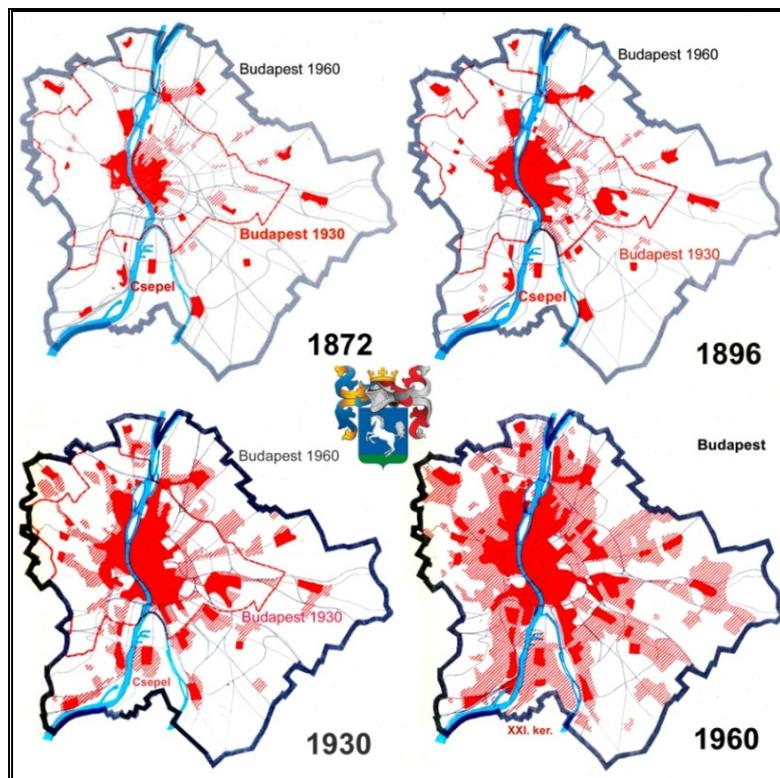 Budapest 1960
Budapest 1930
Csepel
1872
Budapest 1960
Budapest 1930
Csepel
1896
Budapest 1960
Budapest 1930
Csepel
1930
Budapest
XXI. ker.
1960